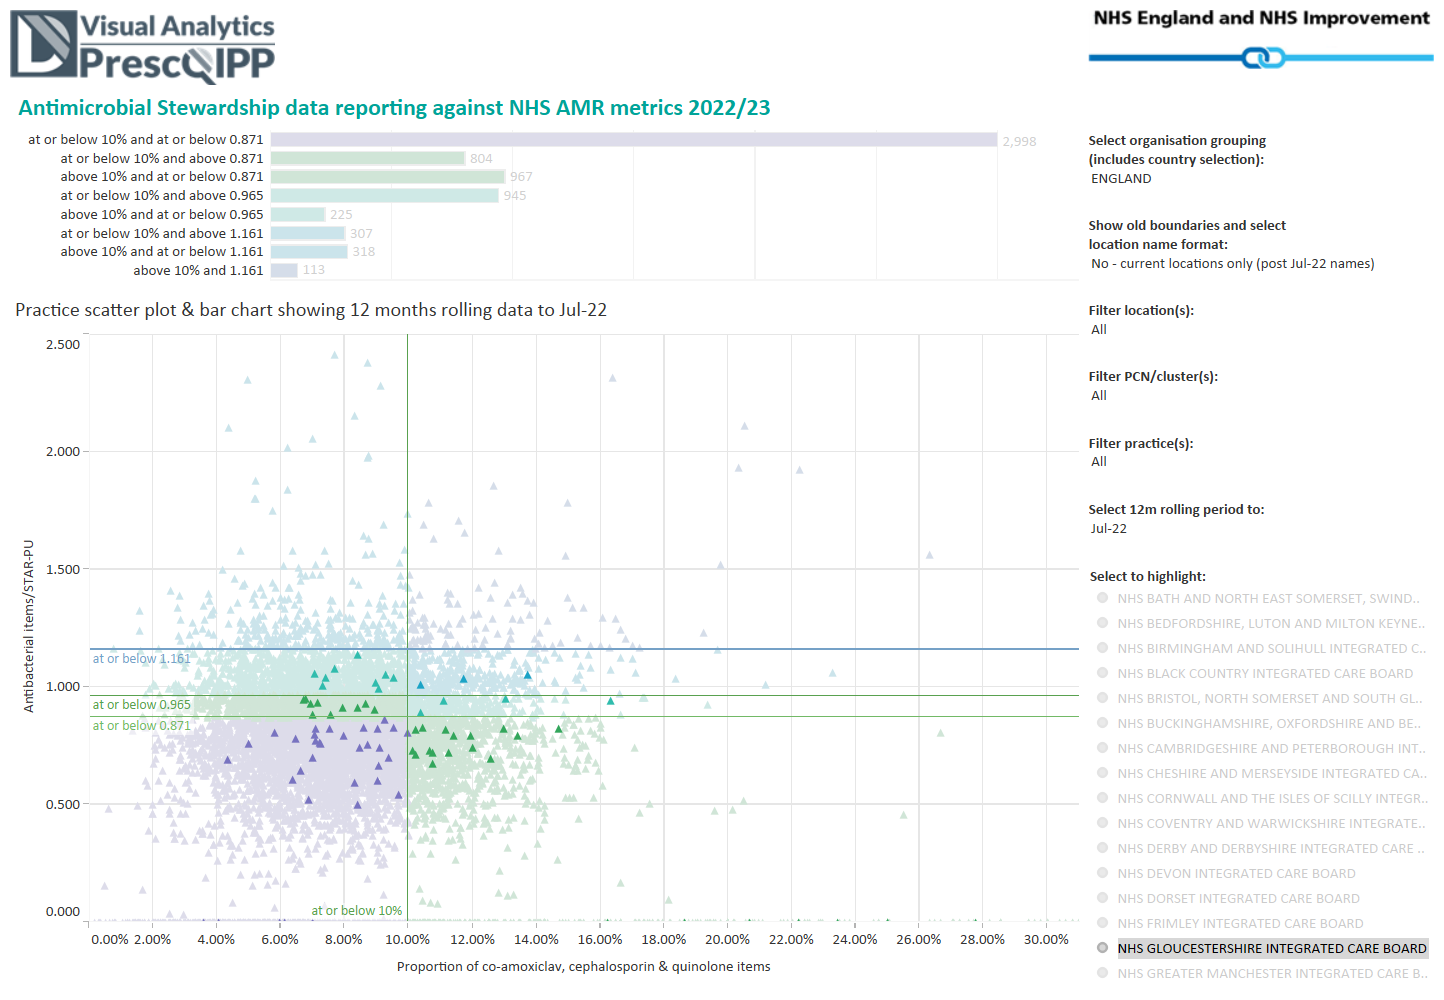 Visual Analytics
PrescQIPP
NHS England and NHS Improvement
Antimicrobial Stewardship data reporting against NHS AMR metrics 2022/23
at or below 10% and at or below 0.871 2,998
at or below 10% and above 0.871 804
above 10% and at or below 0.871 967
at or below 10% and above 0.965 945
above 10% and at or below 0.965 225
at or below 10% and above 1.161 307
above 10% and at or below 1.161 318
above 10% and 1.161 113
Practice scatter plot & bar chart showing 12 months rolling data to Jul-22
Antibacterial items/STAR-PU
2.500
2.000
1.500
1.000
0.500
0.000
at or below 1.161
at or below 0.965
at or below 0.871
at or below 10%
0.00% 2.00% 4.00% 6.00% 8.00% 10.00% 12.00% 14.00% 16.00% 18.00% 20.00% 22.00% 24.00% 26.00% 28.00% 30.00%
Proportion of co-amoxiclav, cephalosporin & quinolone items
Select organisation grouping
(includes country selection):
ENGLAND
Show old boundaries and select
location name format:
No - current locations only (post Jul-22 names)
Filter location(s):
All
Filter PCN/cluster(s):
All
Filter practice(s):
All
Select 12m rolling period to:
Jul-22
Select to highlight:
NHS BATH AND NORTH EAST SOMERSET, SWIND..
NHS BEDFORDSHIRE, LUTON AND MILTON KEYNE..
NHS BIRMINGHAM AND SOLIHULL INTEGRATED C..
NHS BLACK COUNTRY INTEGRATED CARE BOARD
NHS BRISTOL, NORTH SOMERSET AND SOUTH GL..
NHS BUCKINGHAMSHIRE, OXFORDSHIRE AND BE..
NHS CAMBRIDGESHIRE AND PETERBOROUGH INT..
NHS CHESHIRE AND MERSEYSIDE INTEGRATED CA..
NHS CORNWALL AND THE ISLES OF SCILLY INTEGR..
NHS COVENTRY AND WARWICKSHIRE INTEGRATE..
NHS DERBY AND DERBYSHIRE INTEGRATED CARE ..
NHS DEVON INTEGRATED CARE BOARD
NHS DORSET INTEGRATED CARE BOARD
NHS FRIMLEY INTEGRATED CARE BOARD
NHS GLOUCESTERSHIRE INTEGRATED CARE BOARD
NHS GREATER MANCHESTER INTEGRATED CARE B..